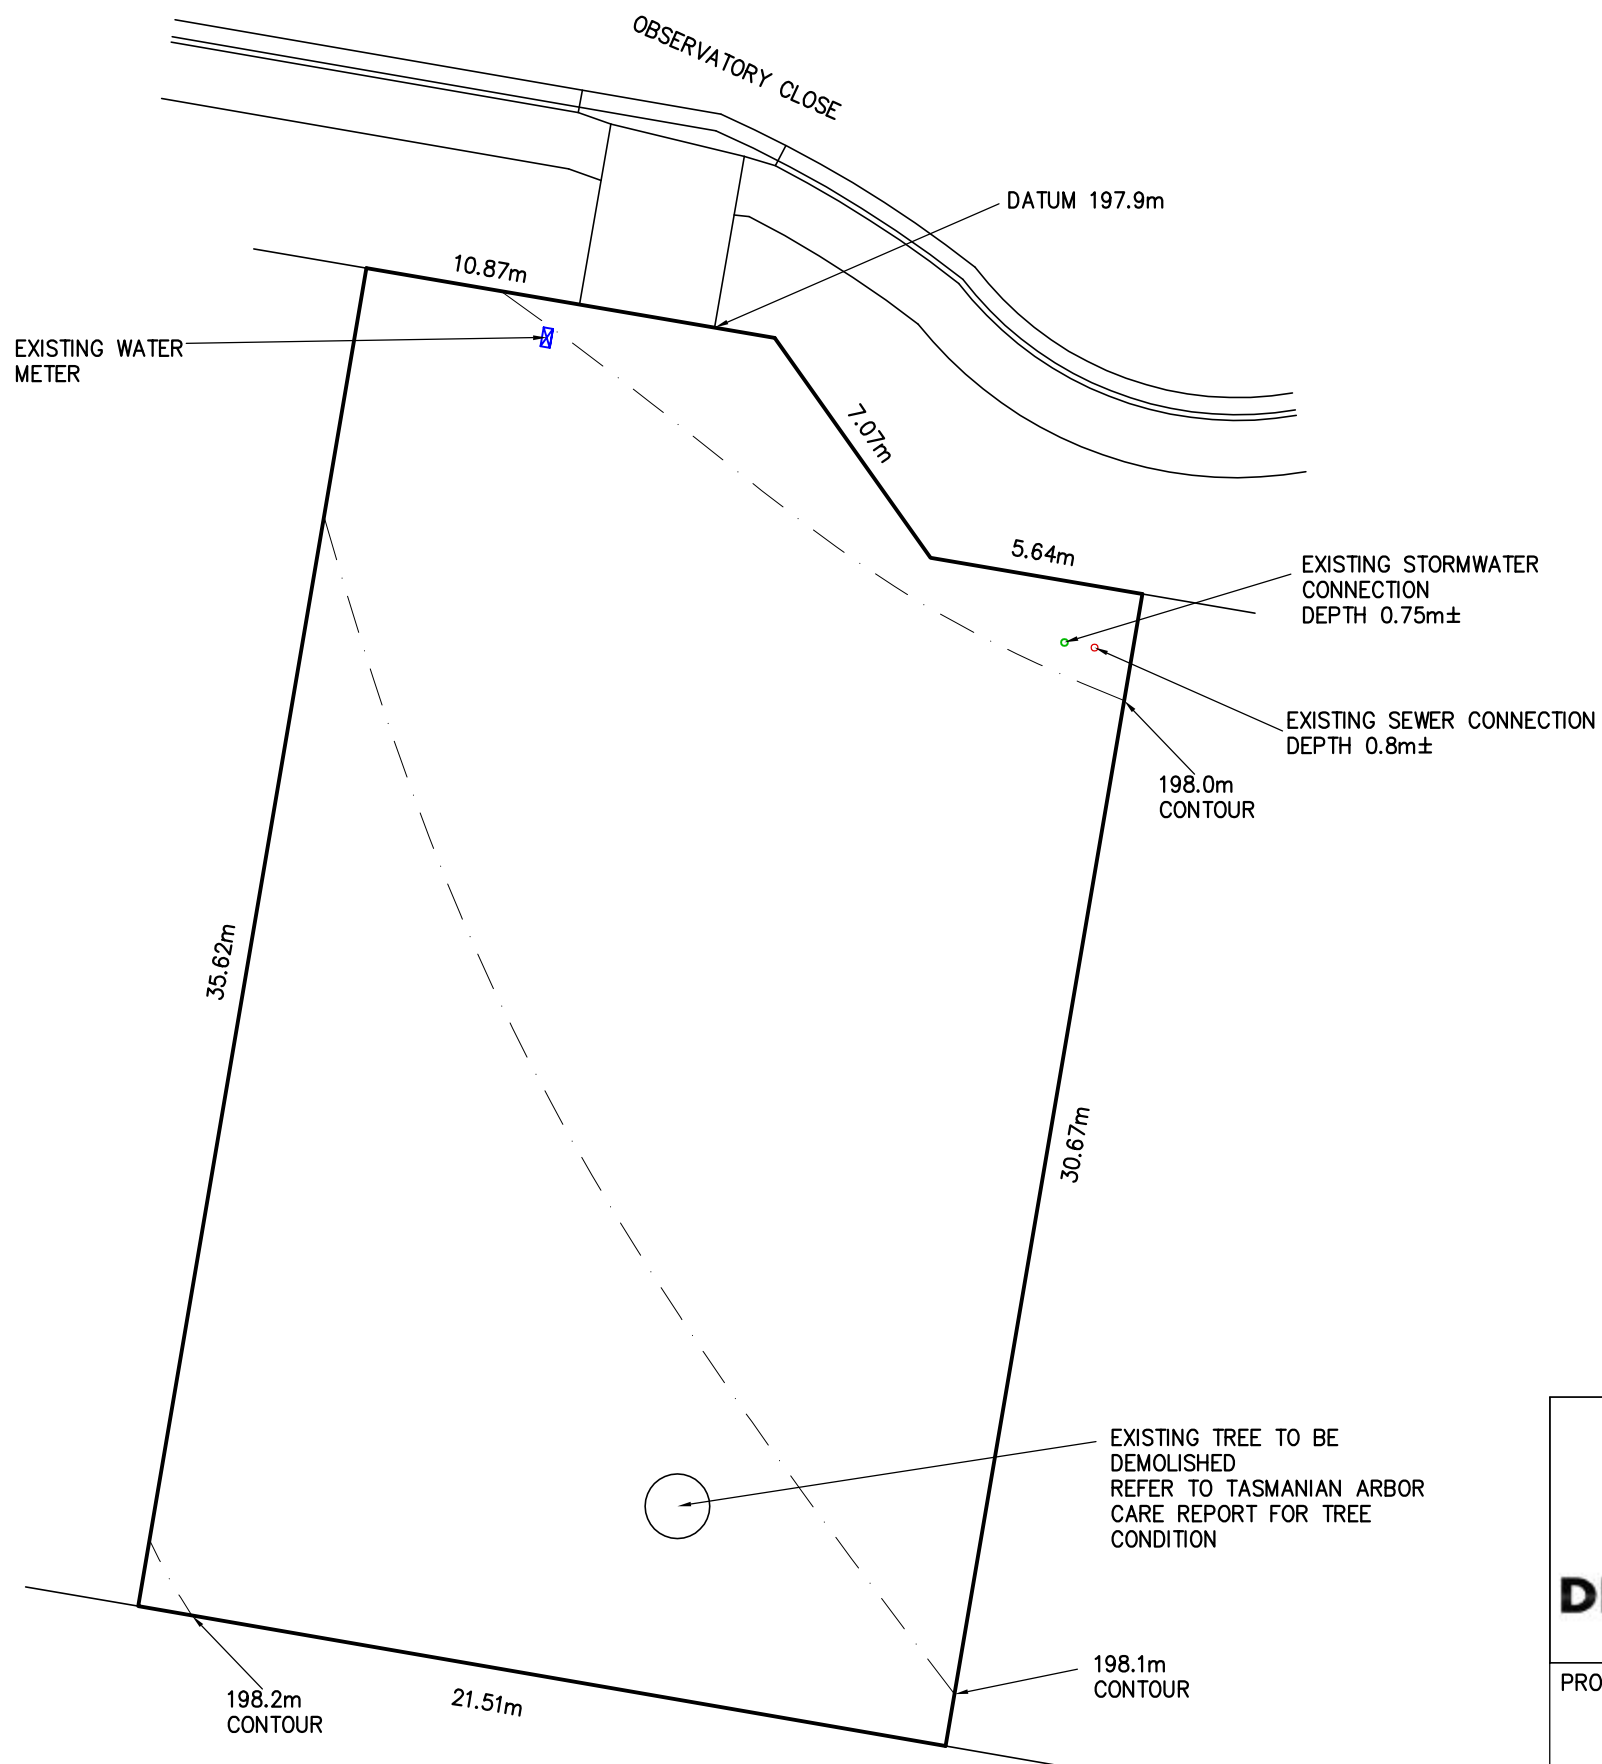 OBSERVATORY CLOSE
DATUM 197.9m
10.87m
EXISTING WATER
METER
7.07m
5.64m
EXISTING STORMWATER
CONNECTION
DEPTH 0.75m±
EXISTING SEWER CONNECTION
DEPTH 0.8m±
198.0m
CONTOUR
35.62m
30.67m
EXISTING TREE TO BE
DEMOLISHED
REFER TO TASMANIAN ARBOR
CARE REPORT FOR TREE
CONDITION
198.1m
CONTOUR
198.2m
CONTOUR
21.51m
PRO